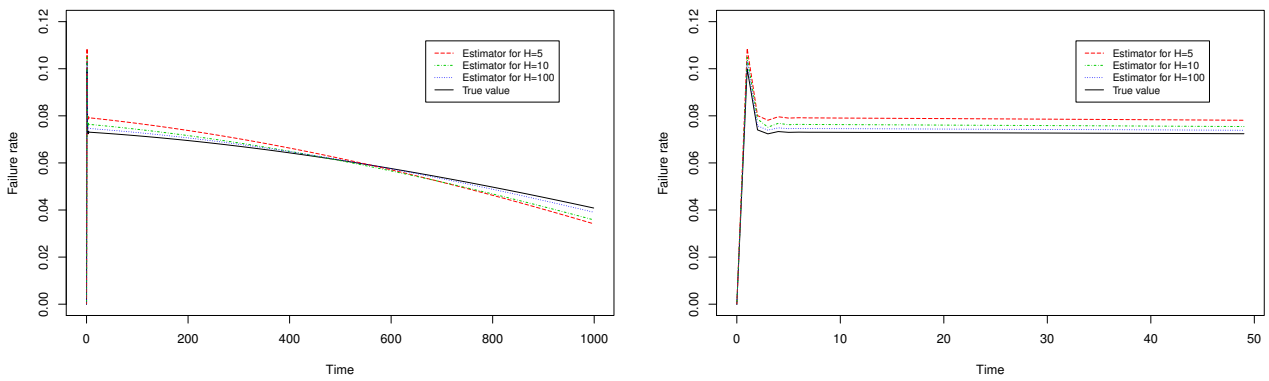 0.12
0.10
0.08
0.06
0.04
0.02
0.00
Failure rate
Estimator for H=5
Estimator for H=10
Estimator for H=100
True value
0 200 400 600 800 1000
Time
0.12
0.10
0.08
0.06
0.04
0.02
0.00
Failure rate
Estimator for H=5
Estimator for H=10
Estimator for H=100
True value
0 10 20 30 40 50
Time